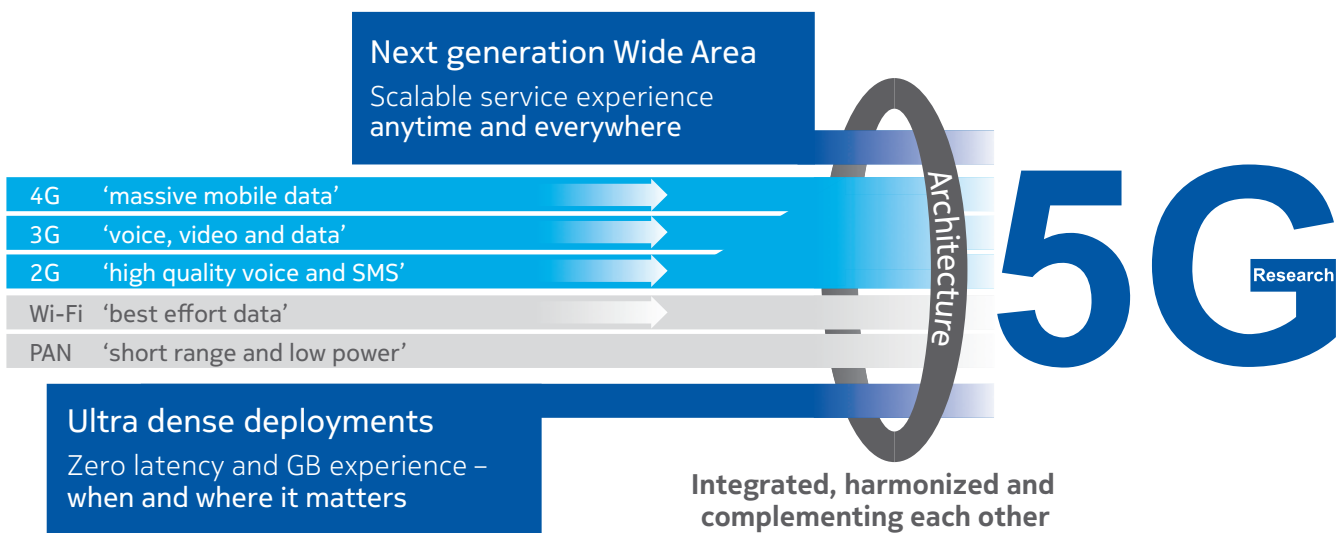 Next generation Wide Area
Scalable service experience
anytime and everywhere
4G ‘massive mobile data’
3G ‘voice, video and data’
2G ‘high quality voice and SMS’
Wi-Fi ‘best effort data’
PAN ‘short range and low power’
Architecture
5G
Research
Ultra dense deployments
Zero latency and GB experience –
when and where it matters
Integrated, harmonized and
complementing each other